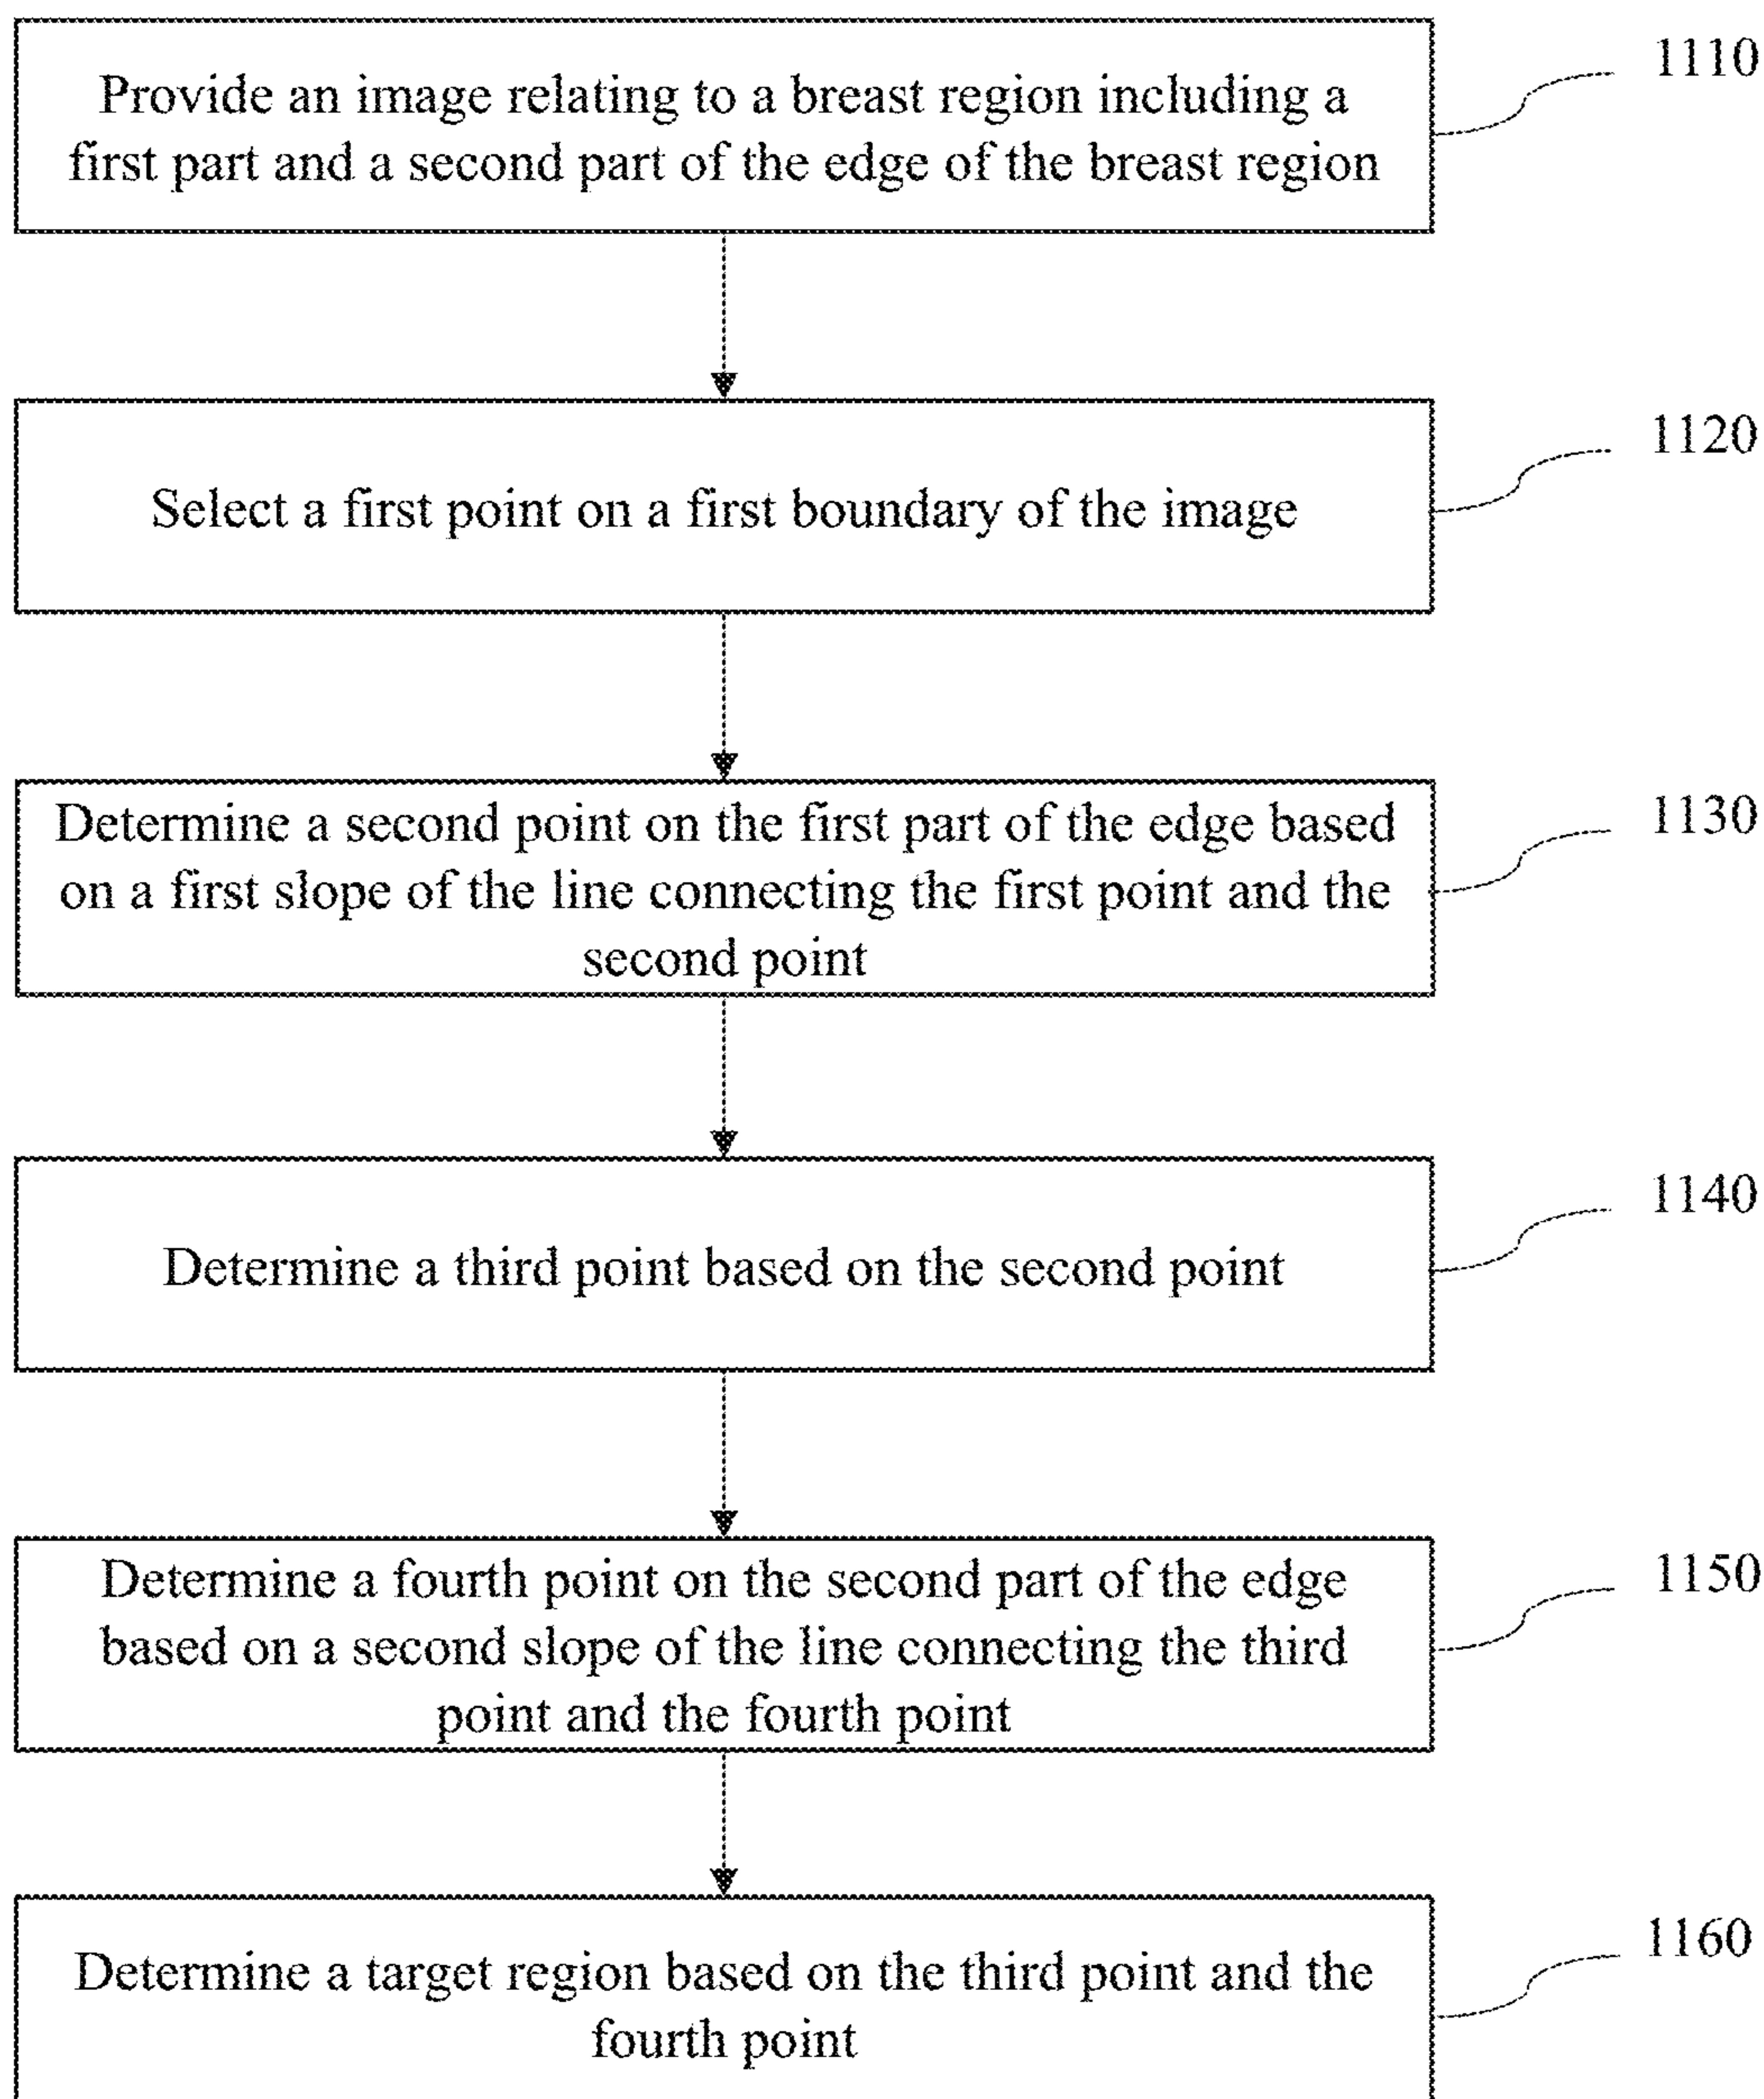 Provide an image relating to a breast region including a
first part and a second part of the edge of the breast region
1110
Select a first point on a first boundary of the image
1120
Determine a second point on the first part of the edge based
on a first slope of the line connecting the first point and the
second point
1130
Determine a third point based on the second point
1140
Determine a fourth point on the second part of the edge
based on a second slope of the line connecting the third
point and the fourth point
1150
Determine a target region based on the third point and the
fourth point
1160